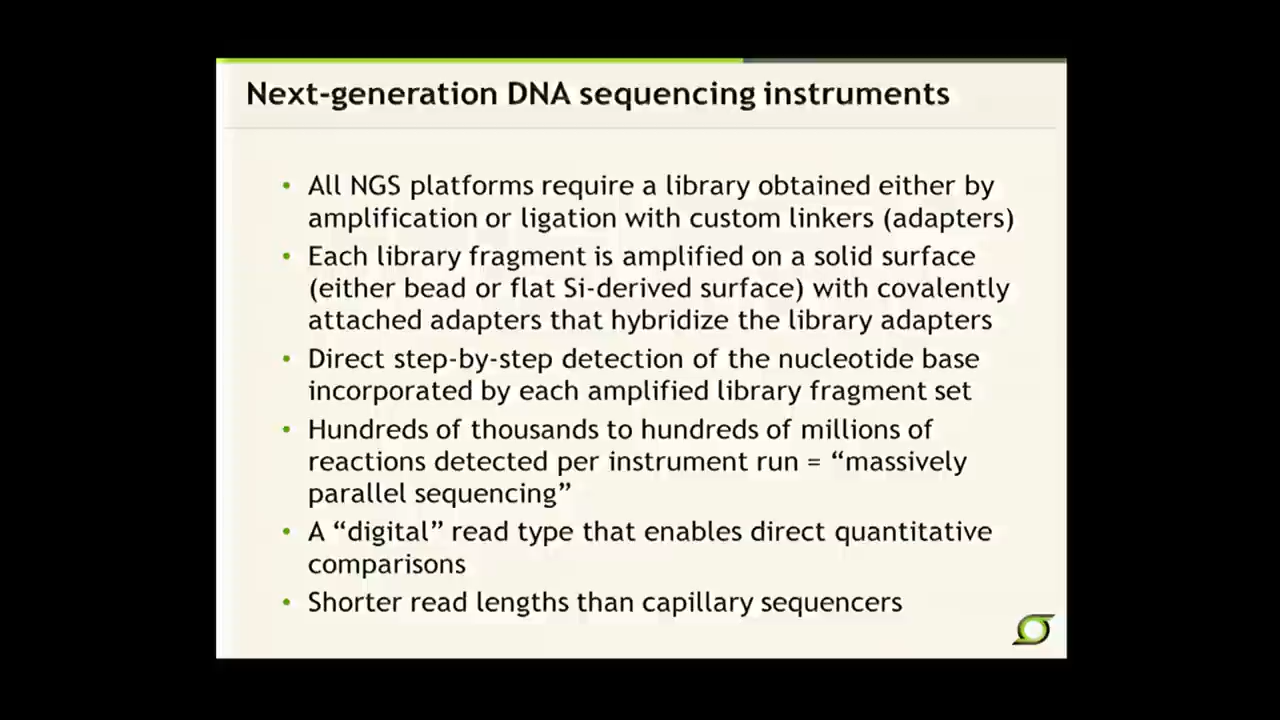 Next-generation DNA sequencing instruments
• All NGS platforms require a library obtained either by
amplification or ligation with custom linkers (adapters)
• Each library fragment is amplified on a solid surface
(either bead or flat Si-derived surface) with covalently
attached adapters that hybridize the library adapters
• Direct step-by-step detection of the nucleotide base
incorporated by each amplified library fragment set
• Hundreds of thousands to hundreds of millions of
reactions detected per instrument run = “massively
parallel sequencing”
• A “digital” read type that enables direct quantitative
comparisons
• Shorter read lengths than capillary sequencers